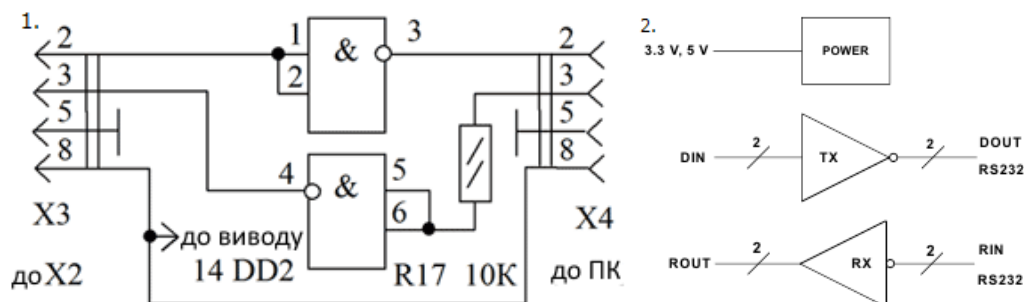 1.
2
3
5
8
X3
до X2
1
2
&
3
4
&
5
6
до виводу
14 DD2
R17 10К
2
3
5
8
X4
до ПК
2.
3.3 V, 5 V
POWER
DIN
2
TX
2
DOUT
RS232
ROUT
2
RX
2
RIN
RS232